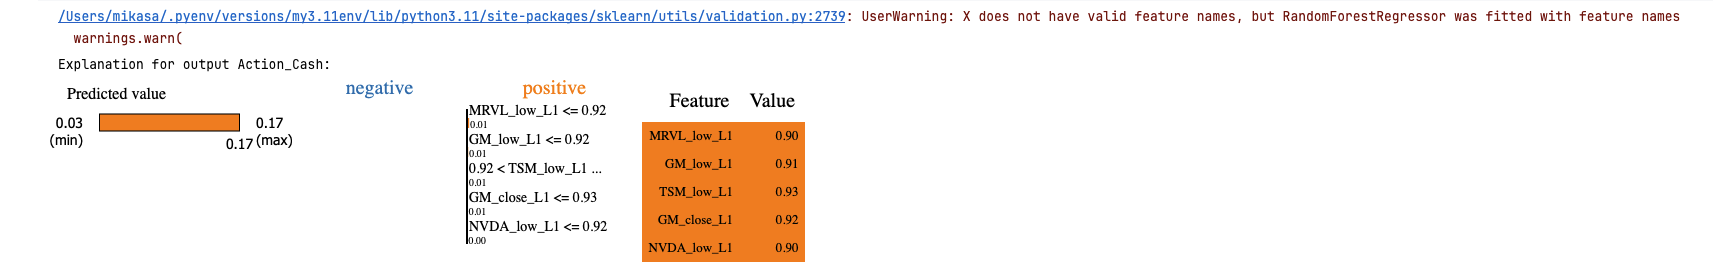 /Users/mikasa/.pyenv/versions/my3.11env/lib/python3.11/site-packages/sklearn/utils/validation.py:2739: UserWarning: X does not have valid feature names, but RandomForestRegressor was fitted with feature names
warnings.warn(
Explanation for output Action_Cash:
Predicted value
0.03
(min)
0.17
(max)
0.17
negative
positive
MRVL_low_L1 <= 0.92
0.01
GM_low_L1 <= 0.92
0.01
0.92 < TSM_low_L1 ...
0.01
GM_close_L1 <= 0.93
0.01
NVDA_low_L1 <= 0.92
0.00
Feature Value
MRVL_low_L1 0.90
GM_low_L1 0.91
TSM_low_L1 0.93
GM_close_L1 0.92
NVDA_low_L1 0.90